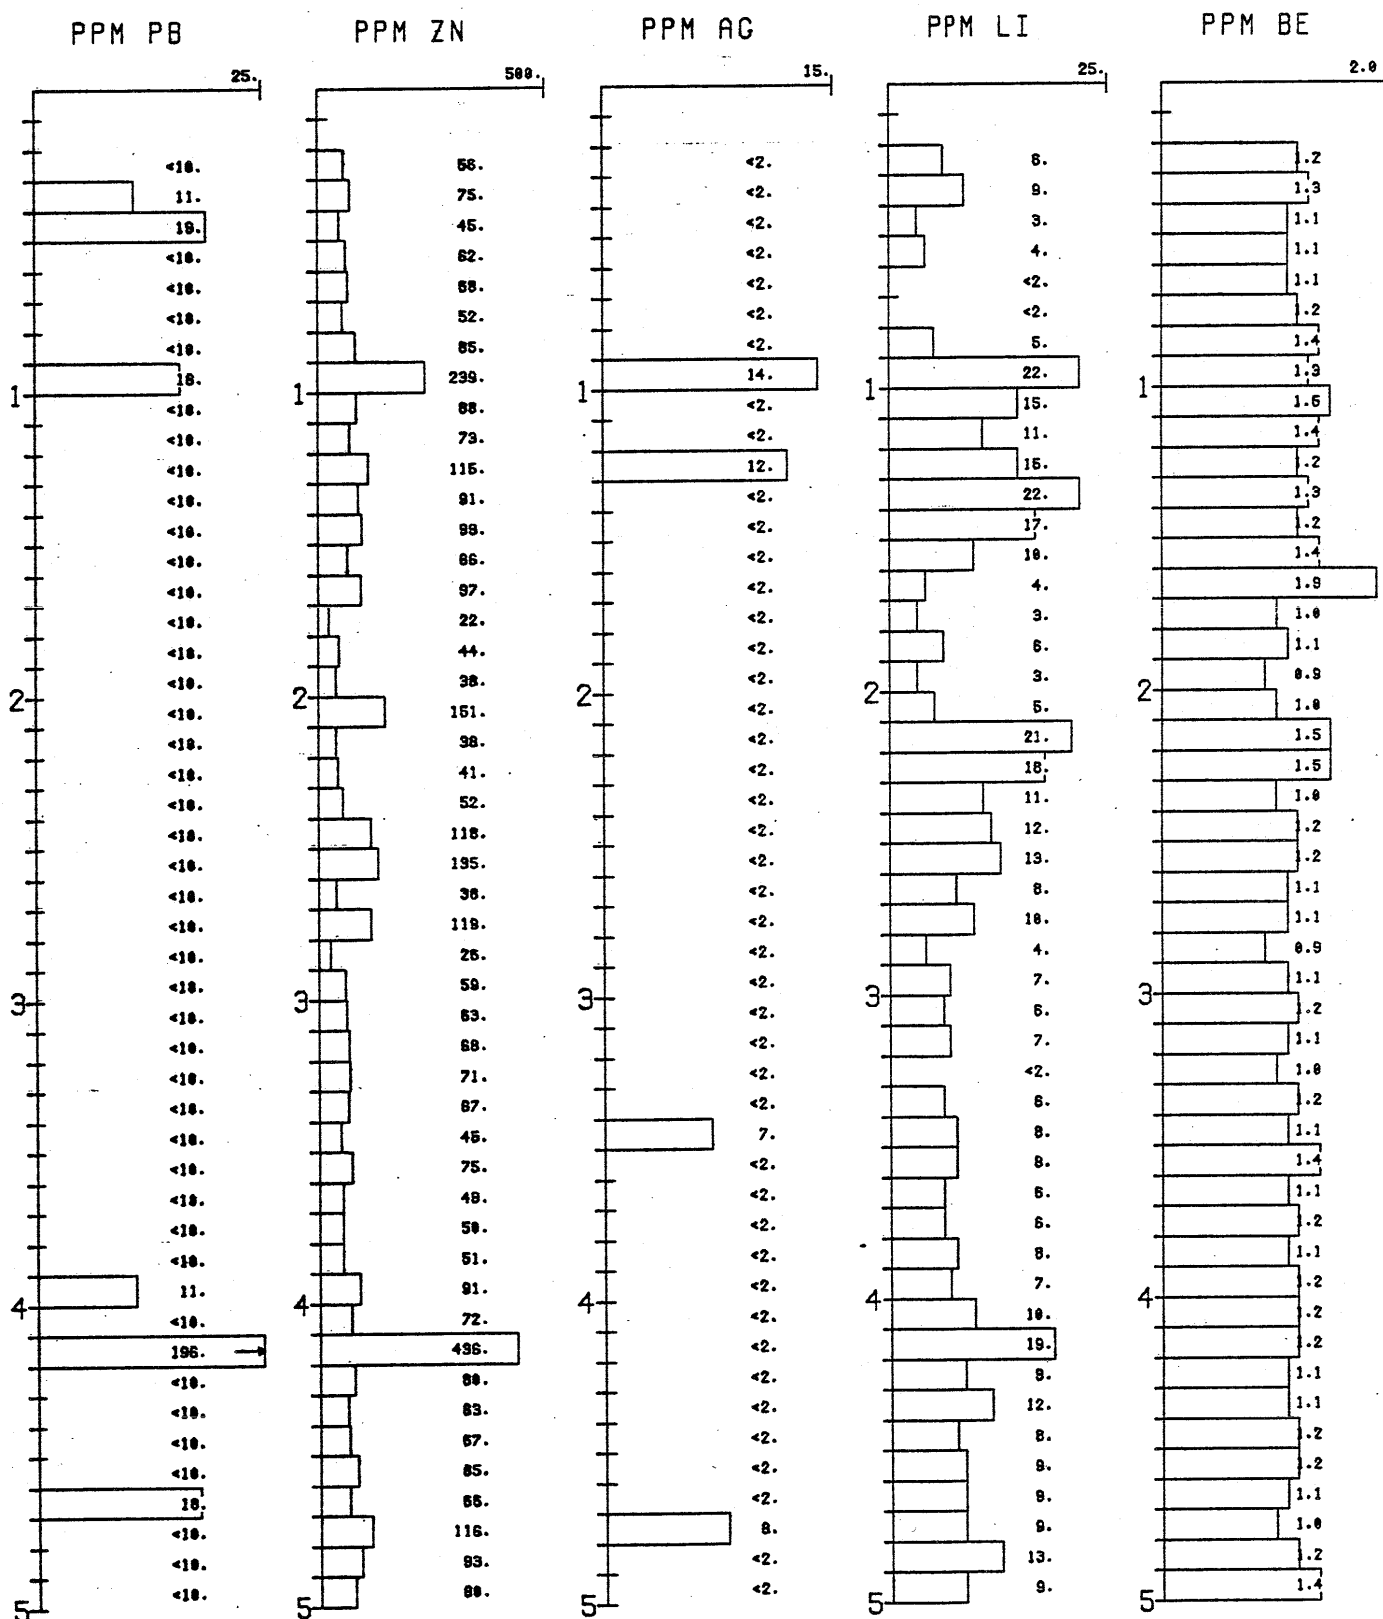 PPM PB PPM ZN PPM AG PPM LI PPM BE
25. 500. 15. 25. 2.0
<10. 58. <2. 6. 1.2
11. 75. <2. 9. 1.3
19. 45. <2. 3. 1.1
<10. 62. <2. 4. 1.1
<10. 68. <2. <2. 1.1
<10. 52. <2. <2. 1.2
<10. 85. <2. 5. 1.4
16. 239. 14. 22. 1.3
1 1 1 1 1
<10. 88. <2. 15. 1.5
<10. 73. <2. 11. 1.4
<10. 115. 12. 15. 1.2
<10. 91. <2. 22. 1.3
<10. 99. <2. 17. 1.2
<10. 66. <2. 10. 1.4
<10. 97. <2. 4. 1.9
<10. 22. <2. 3. 1.0
<10. 44. <2. 6. 1.1
<10. 38. <2. 3. 0.9
2 2 2 2 2
<10. 151. <2. 5. 1.0
<10. 38. <2. 21. 1.5
<10. 41. <2. 18. 1.5
<10. 52. <2. 11. 1.0
<10. 118. <2. 12. 1.2
<10. 135. <2. 13. 1.2
<10. 36. <2. 8. 1.1
<10. 119. <2. 10. 1.1
<10. 26. <2. 4. 0.9
<10. 59. <2. 7. 1.1
3 3 3 3 3
<10. 63. <2. 6. 1.2
<10. 68. <2. 7. 1.1
<10. 71. <2. <2. 1.0
<10. 67. <2. 6. 1.2
<10. 45. 7. 8. 1.1
<10. 75. <2. 8. 1.4
<10. 48. <2. 6. 1.1
<10. 50. <2. 6. 1.2
<10. 51. <2. 8. 1.1
11. 91. <2. 7. 1.2
4 4 4 4 4
<10. 72. <2. 10. 1.2
196. 436. <2. 19. 1.2
<10. 80. <2. 9. 1.1
<10. 63. <2. 12. 1.1
<10. 67. <2. 8. 1.2
<10. 85. <2. 9. 1.2
18. 66. <2. 9. 1.1
<10. 116. 8. 9. 1.0
<10. 93. <2. 13. 1.2
<10. 80. <2. 9. 1.4
5 5 5 5 5